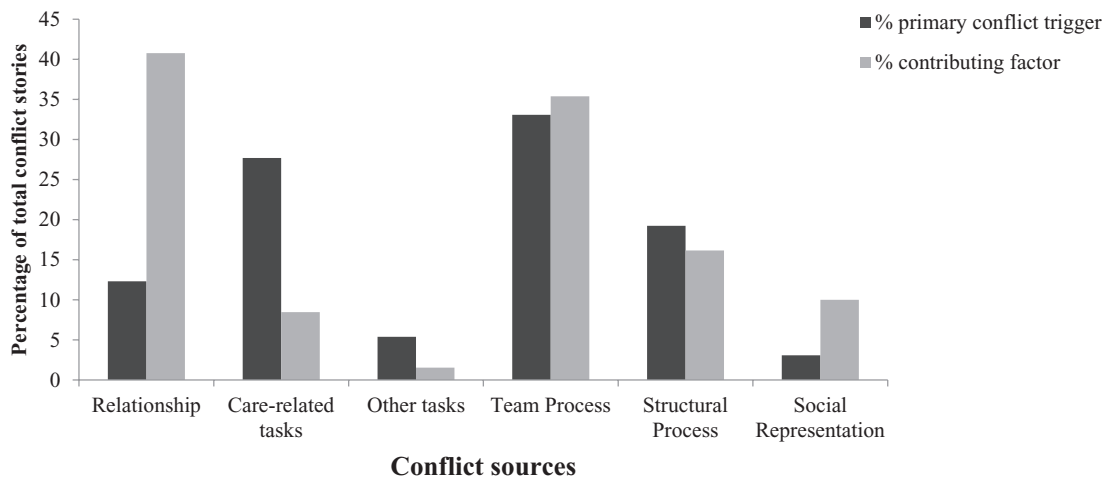 45
40
35
30
25
20
15
10
5
0
Percentage of total conflict stories
% primary conflict trigger
% contributing factor
Relationship
Care-related
tasks
Other tasks
Team Process
Structural
Process
Social
Representation
Conflict sources